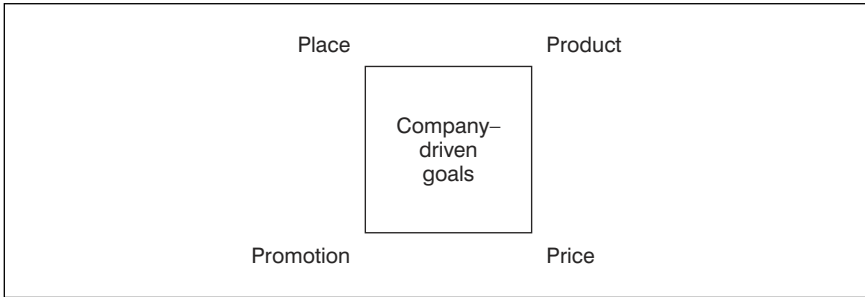 Place
Product
Company–
driven
goals
Promotion
Price